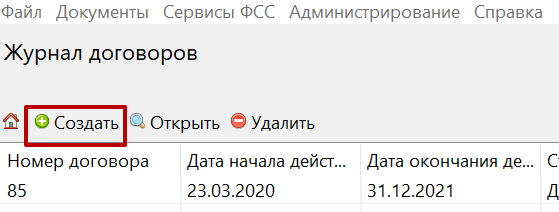 Файл Документы Сервисы ФСС Администрирование Справка
Журнал договоров
Создать Открыть Удалить
Номер договора Дата начала дейст... Дата окончания де...
85 23.03.2020 31.12.2021